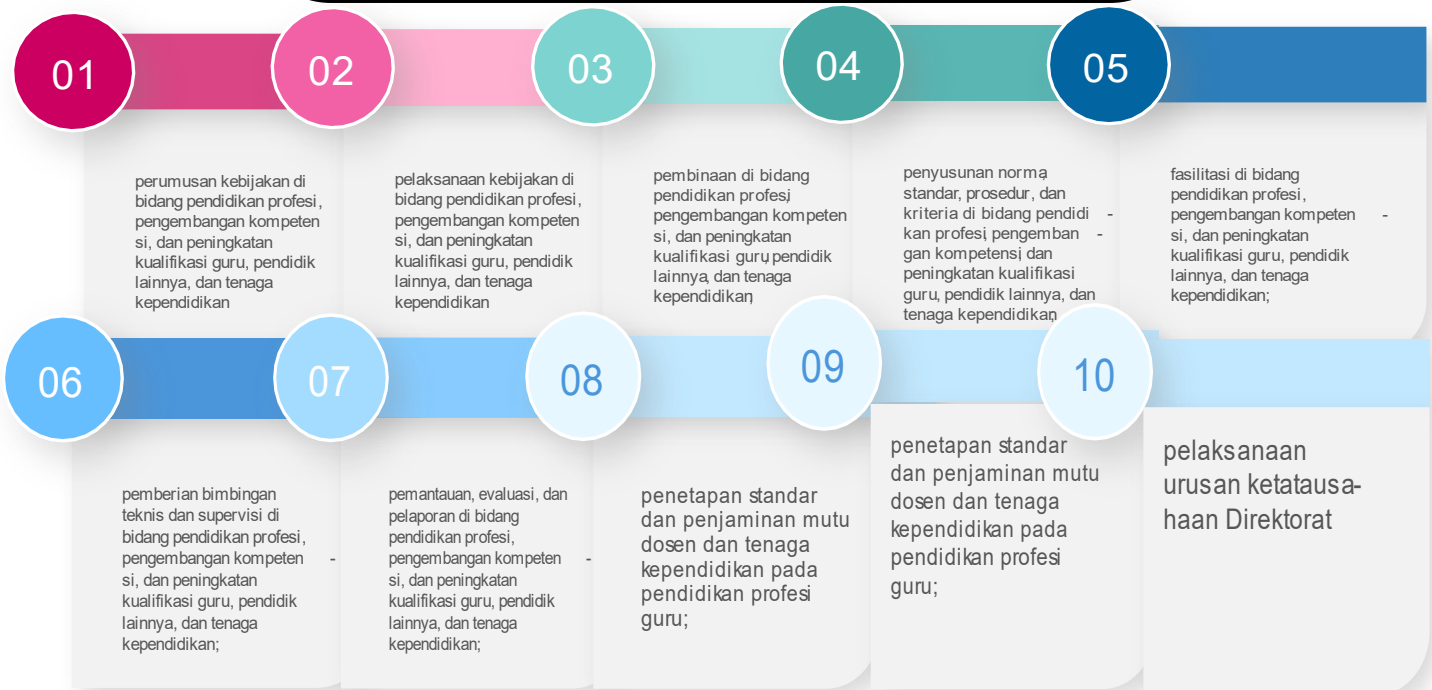 01
perumusan kebijakan di
bidang pendidikan profesi,
pengembangan kompeten
si, dan peningkatan
kualifikasi guru, pendidik
lainnya, dan tenaga
kependidikan
02
pelaksanaan kebijakan di
bidang pendidikan profesi,
pengembangan kompeten
si, dan peningkatan
kualifikasi guru, pendidik
lainnya, dan tenaga
kependidikan
03
pembinaan di bidang
pendidikan profesi,
pengembangan kompeten
si, dan peningkatan
kualifikasi guru, pendidik
lainnya, dan tenaga
kependidikan;
04
penyusunan norma,
standar, prosedur, dan
kriteria di bidang pendidi -
kan profesi, pengemban -
gan kompetensi, dan
peningkatan kualifikasi
guru, pendidik lainnya, dan
tenaga kependidikan;
05
fasilitasi di bidang
pendidikan profesi,
pengembangan kompeten -
si, dan peningkatan
kualifikasi guru, pendidik
lainnya, dan tenaga
kependidikan;
06
pemberian bimbingan
teknis dan supervisi di
bidang pendidikan profesi,
pengembangan kompeten -
si, dan peningkatan
kualifikasi guru, pendidik
lainnya, dan tenaga
kependidikan;
07
pemantauan, evaluasi, dan
pelaporan di bidang
pendidikan profesi,
pengembangan kompeten -
si, dan peningkatan
kualifikasi guru, pendidik
lainnya, dan tenaga
kependidikan;
08
penetapan standar
dan penjaminan mutu
dosen dan tenaga
kependidikan pada
pendidikan profesi
guru;
09
penetapan standar
dan penjaminan mutu
dosen dan tenaga
kependidikan pada
pendidikan profesi
guru;
10
pelaksanaan
urusan ketatausa-
haan Direktorat